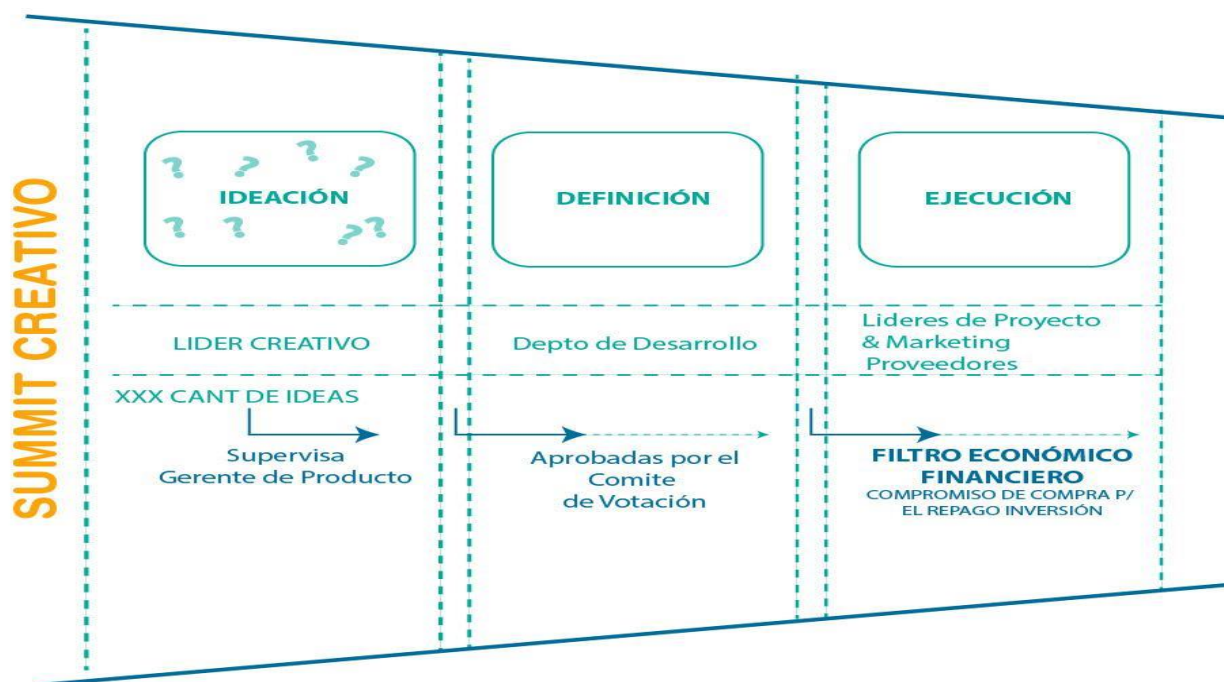 SUMMIT CREATIVO
IDEACIÓN
DEFINICIÓN
EJECUCIÓN
LIDER CREATIVO
Depto de Desarrollo
Lideres de Proyecto
& Marketing
Proveedores
XXX CANT DE IDEAS
Supervisa
Gerente de Producto
Aprobadas por el
Comite
de Votación
FILTRO ECONÓMICO
FINANCIERO
COMPROMISO DE COMPRA P/
EL REPAGO INVERSIÓN